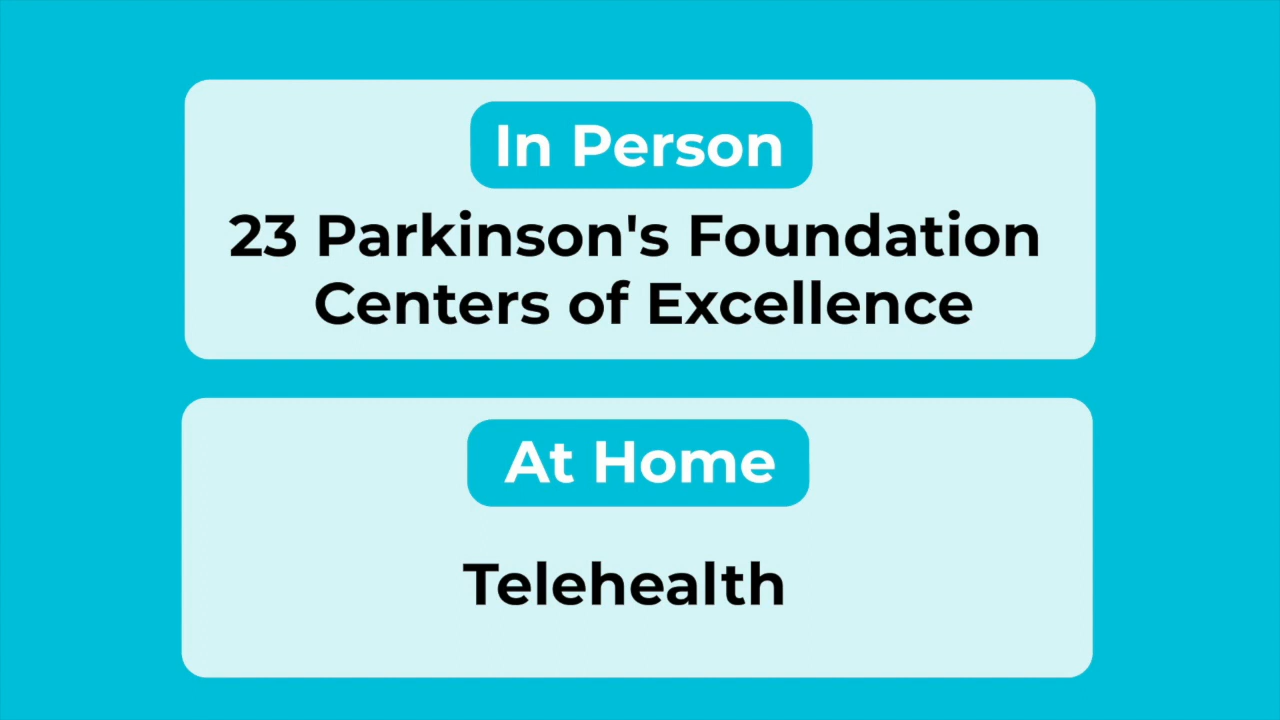 In Person
23 Parkinson's Foundation
Centers of Excellence
At Home
Telehealth